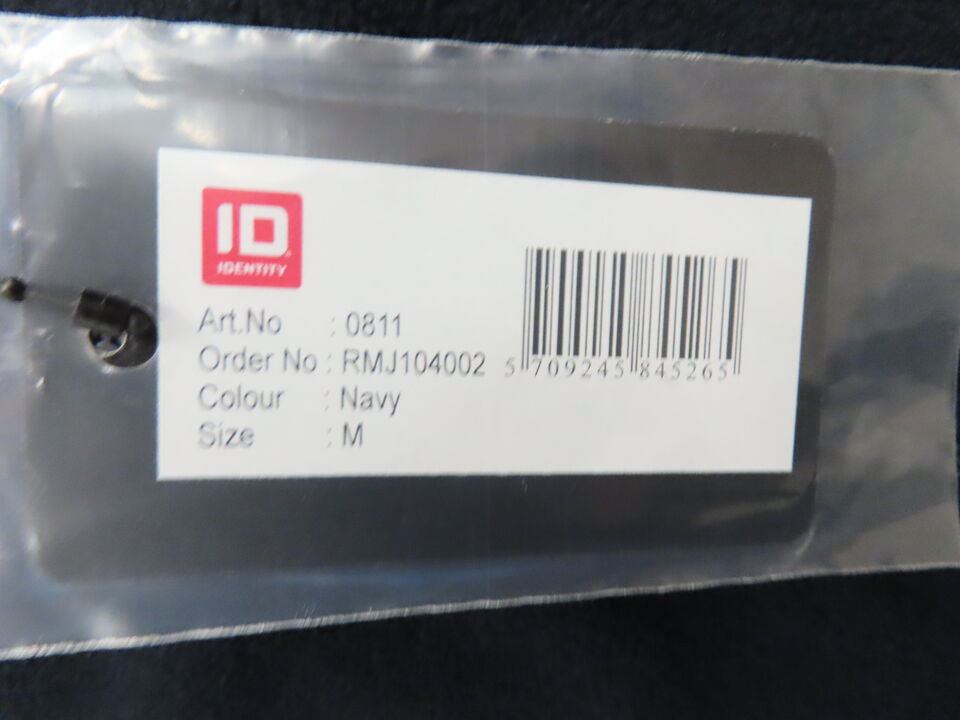 ID
IDENTITY
Art.No : 0811
Order No : RMJ104002
Colour : Navy
Size : M
5 709245 845265